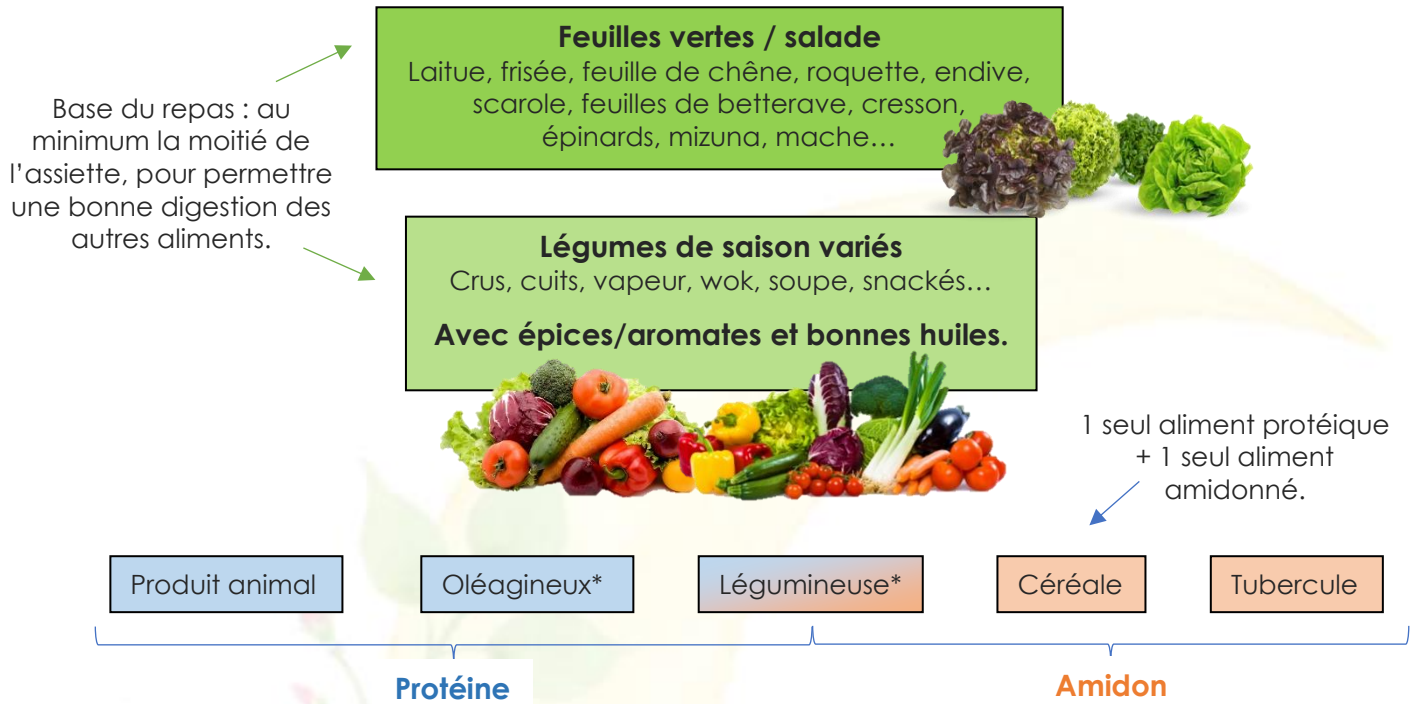 Feuilles vertes / salade
Laitue, frisée, feuille de chêne, roquette, endive,
scarole, feuilles de betterave, cresson,
épinards, mizuna, mache…
Base du repas : au
minimum la moitié de
l’assiette, pour permettre
une bonne digestion des
autres aliments.
Légumes de saison variés
Crus, cuits, vapeur, wok, soupe, snackés…
Avec épices/aromates et bonnes huiles.
1 seul aliment protéique
+ 1 seul aliment
amidonné.
Produit animal
Oléagineux*
Légumineuse*
Céréale
Tubercule
Protéine
Amidon